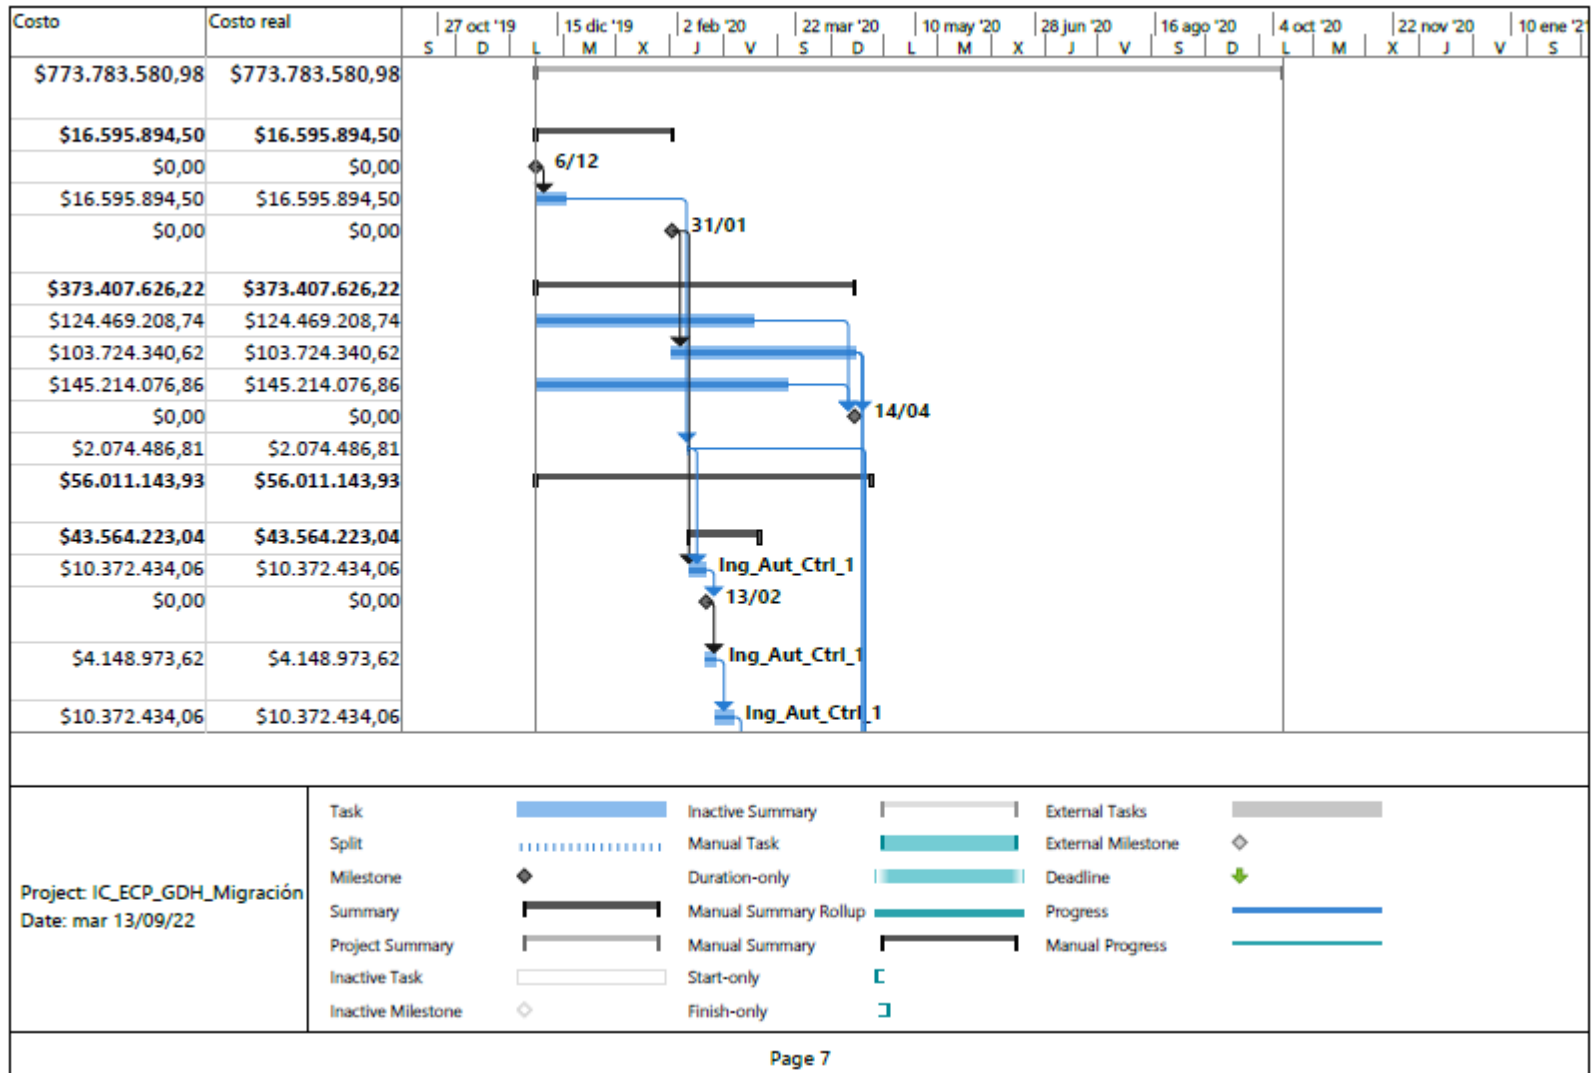 Costo Costo real 27 oct '19 15 dic '19 2 feb '20 22 mar '20 10 may '20 28 jun '20 16 ago '20 4 oct '20 22 nov '20 10 ene '21
S D L M X J V S D L M X J V S D L M X J V S
$773.783.580,98 $773.783.580,98
$16.595.894,50 $16.595.894,50
$0,00 $0,00 6/12
$16.595.894,50 $16.595.894,50
$0,00 $0,00 31/01
$373.407.626,22 $373.407.626,22
$124.469.208,74 $124.469.208,74
$103.724.340,62 $103.724.340,62
$145.214.076,86 $145.214.076,86
$0,00 $0,00 14/04
$2.074.486,81 $2.074.486,81
$56.011.143,93 $56.011.143,93
$43.564.223,04 $43.564.223,04
$10.372.434,06 $10.372.434,06 Ing_Aut_Ctrl_1
$0,00 $0,00 13/02
$4.148.973,62 $4.148.973,62 Ing_Aut_Ctrl_1
$10.372.434,06 $10.372.434,06 Ing_Aut_Ctrl_1
Project: IC_ECP_GDH_Migración
Date: mar 13/09/22
Task Inactive Summary External Tasks
Split Manual Task External Milestone
Milestone Duration-only Deadline
Summary Manual Summary Rollup Progress
Project Summary Manual Summary Manual Progress
Inactive Task Start-only
Inactive Milestone Finish-only
Page 7